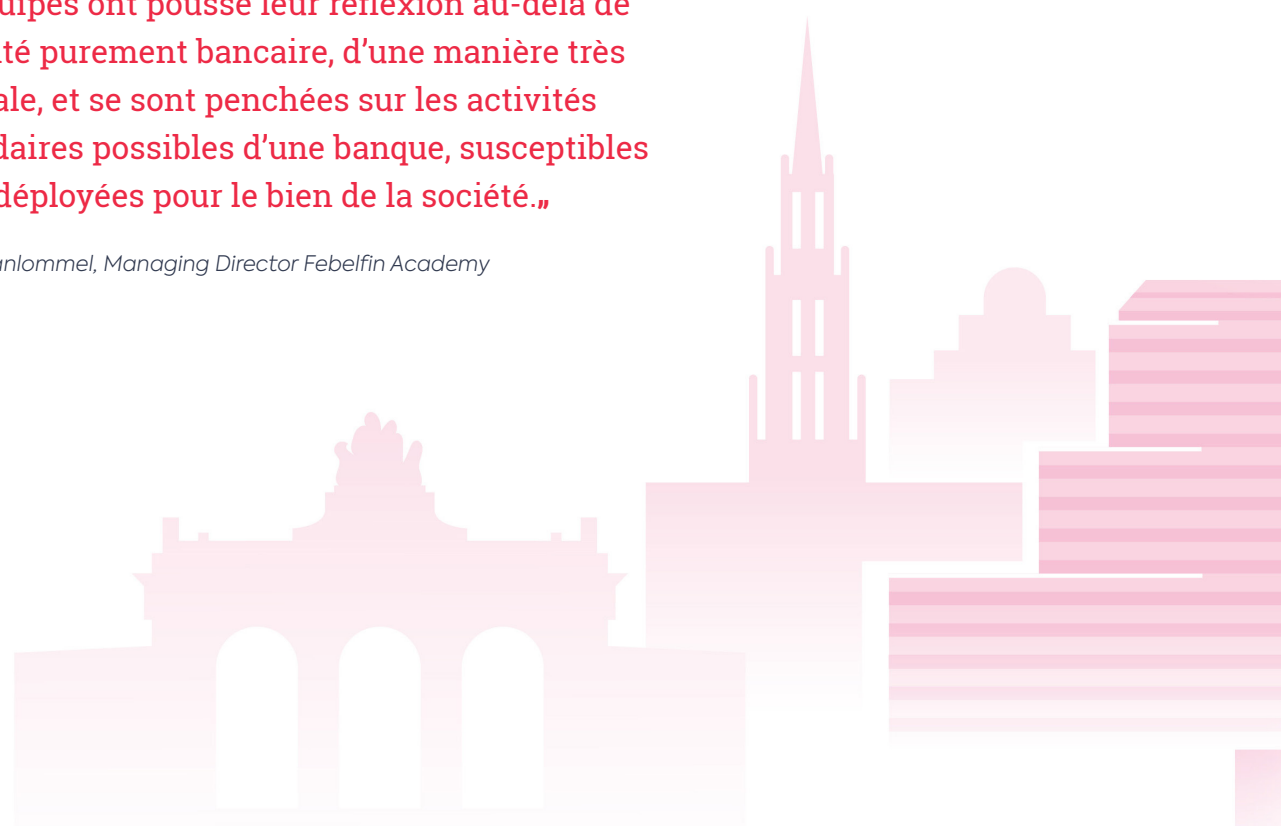 uipes ont poussé leur réflexion au-delà de
ité purement bancaire, d’une manière très
ale, et se sont penchées sur les activités
daires possibles d’une banque, susceptibles
déployées pour le bien de la société.„
anlommel, Managing Director Febelfin Academy